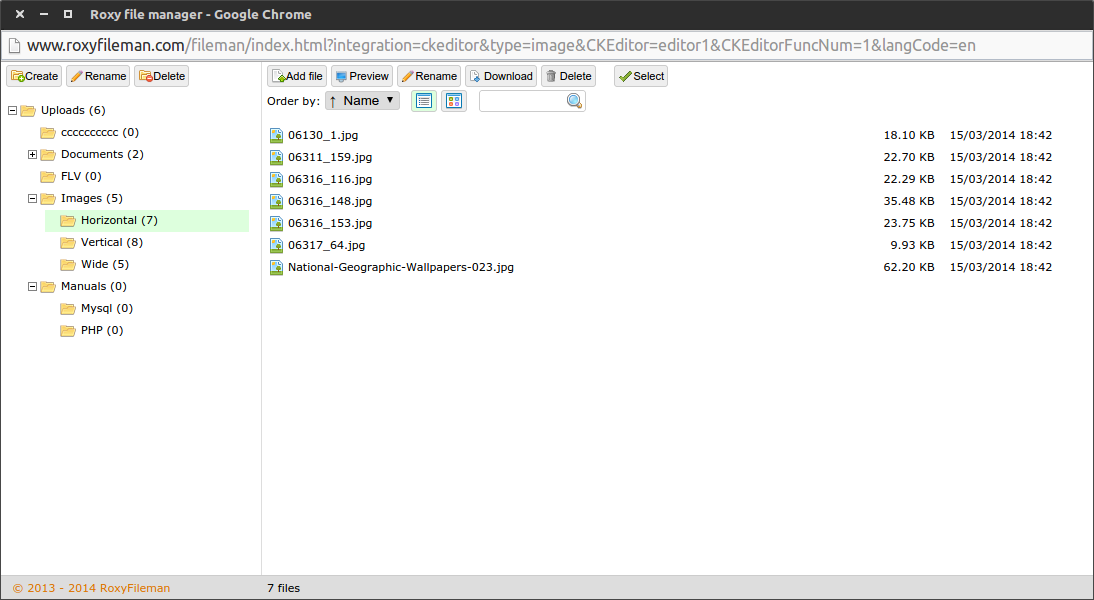 Roxy file manager - Google Chrome
www.roxyfileman.com/fileman/index.html?integration=ckeditor&type=image&CKEditor=editor1&CKEditorFuncNum=1&langCode=en
Create Rename Delete
Add file Preview Rename Download Delete Select
Order by: ↑ Name ▼
Uploads (6)
cccccccccc (0)
Documents (2)
FLV (0)
Images (5)
Horizontal (7)
Vertical (8)
Wide (5)
Manuals (0)
Mysql (0)
PHP (0)
06130_1.jpg 18.10 KB 15/03/2014 18:42
06311_159.jpg 22.70 KB 15/03/2014 18:42
06316_116.jpg 22.29 KB 15/03/2014 18:42
06316_148.jpg 35.48 KB 15/03/2014 18:42
06316_153.jpg 23.75 KB 15/03/2014 18:42
06317_64.jpg 9.93 KB 15/03/2014 18:42
National-Geographic-Wallpapers-023.jpg 62.20 KB 15/03/2014 18:42
© 2013 - 2014 RoxyFileman
7 files